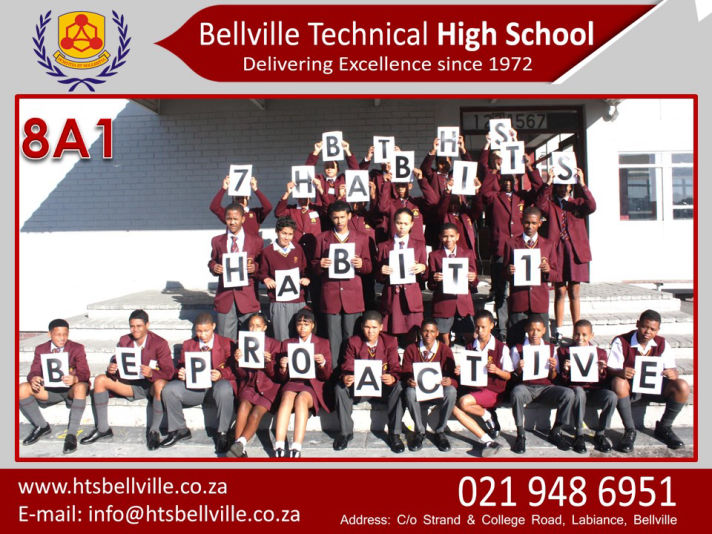 Bellville Technical High School
Delivering Excellence since 1972
8A1
B T H S
7 H A B I T S
H A B I T 1
B E P R O A C T I V E
www.htsbellville.co.za
021 948 6951
E-mail: info@htsbellville.co.za
Address: C/o Strand & College Road, Labiance, Bellville